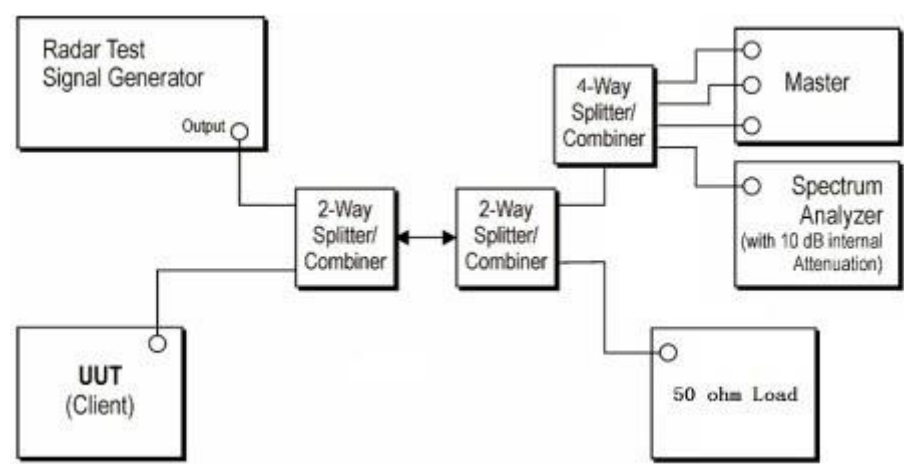 Radar Test
Signal Generator
Output
4-Way
Splitter/
Combiner
Master
Spectrum
Analyzer
(with 10 dB internal
Attenuation)
2-Way
Splitter/
Combiner
2-Way
Splitter/
Combiner
UUT
(Client)
50 ohm Load